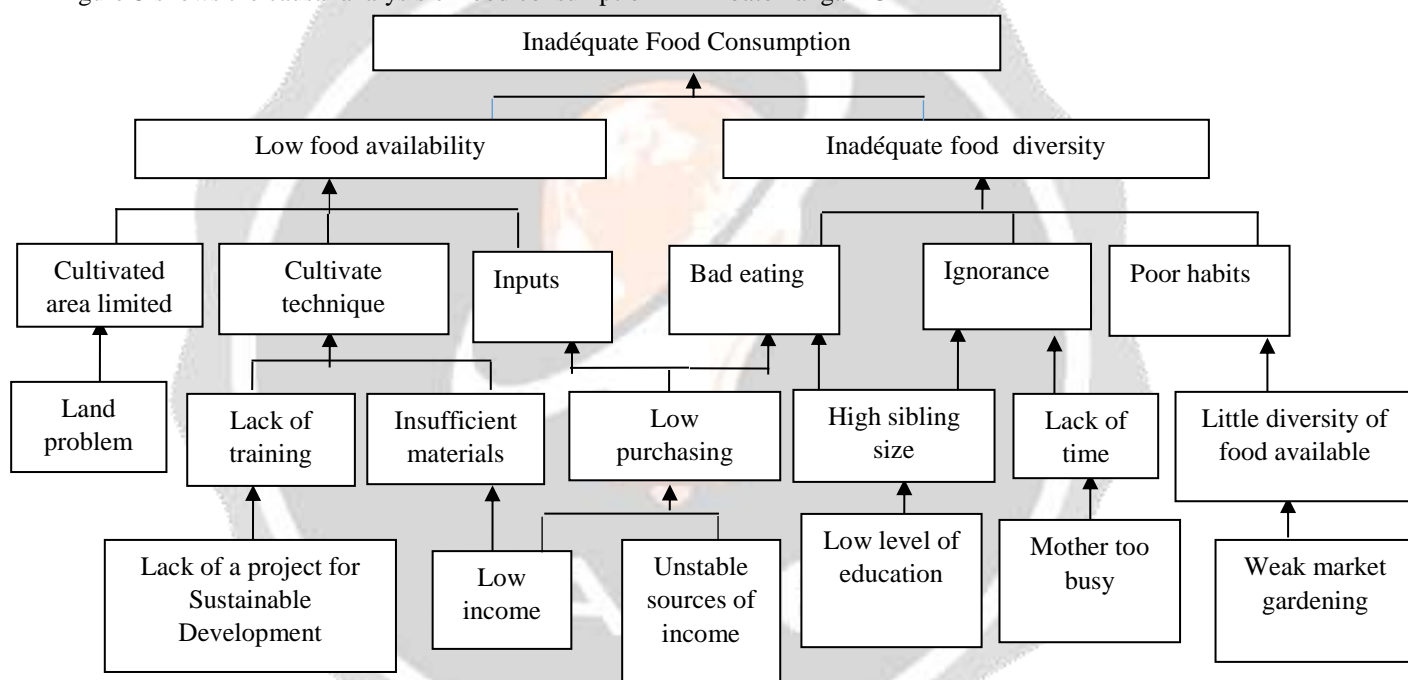 Inadéquate Food Consumption
Low food availability
Inadéquate food diversity
Cultivated
area limited
Cultivate
technique
Inputs
Bad eating
Ignorance
Poor habits
Land
problem
Lack of
training
Insufficient
materials
Low
purchasing
High sibling
size
Lack of
time
Little diversity of
food available
Lack of a project for
Sustainable
Development
Low
income
Unstable
sources of
income
Low level of
education
Mother too
busy
Weak market
gardening